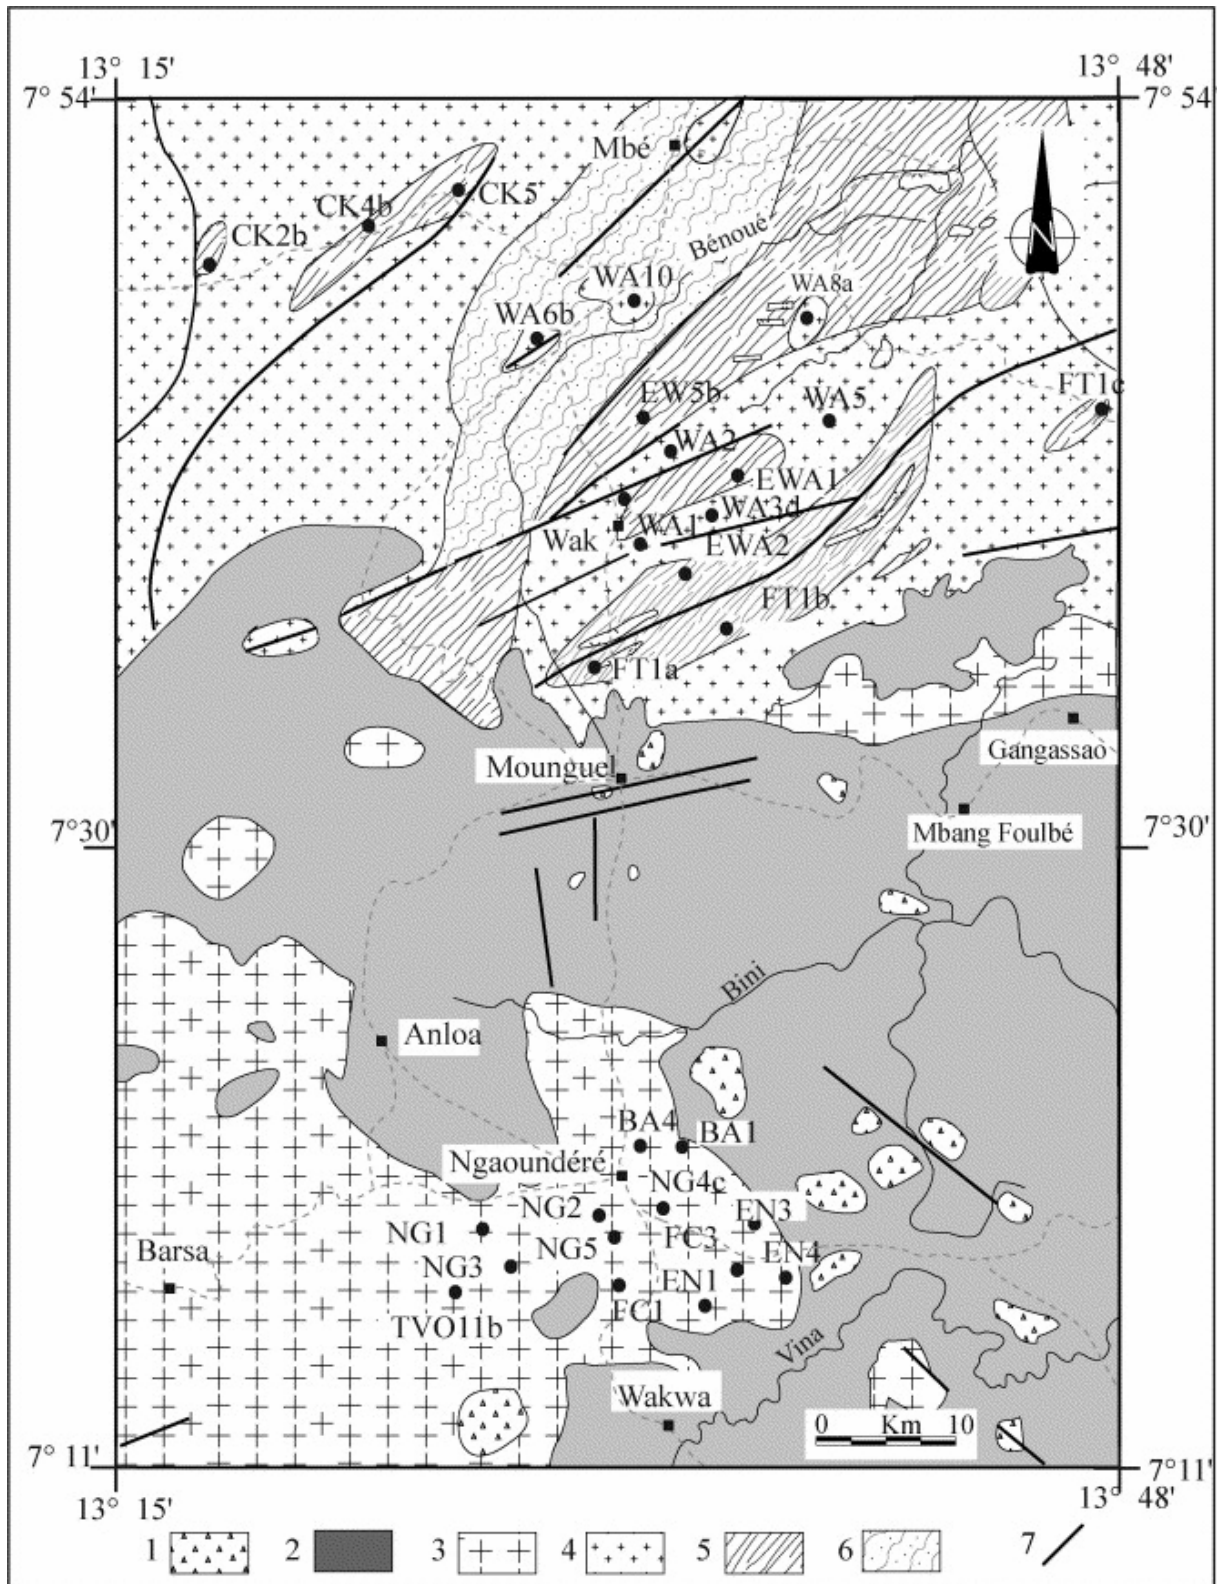 13° 15'
13° 48'
7° 54'
7° 54'
Mbé
CK5
CK4b
CK2b
Bénoué
WA10
WA8a
WA6b
N
FT1c
EW5b
WA5
WA2
EWA1
WA3d
Wak
WA1
EWA2
FT1b
FT1a
Gangassao
Mounguel
7°30'
Mbang Foulbé
7°30'
Bini
Anloa
BA4
BA1
Ngaoundéré
NG4c
NG2
EN3
NG1
NG5
FC3
Barsa
NG3
EN1
EN4
FC1
TVO11b
Vina
Wakwa
0 Km 10
7° 11'
7°11'
13° 15'
13° 48'
1 2 3 4 5 6 7